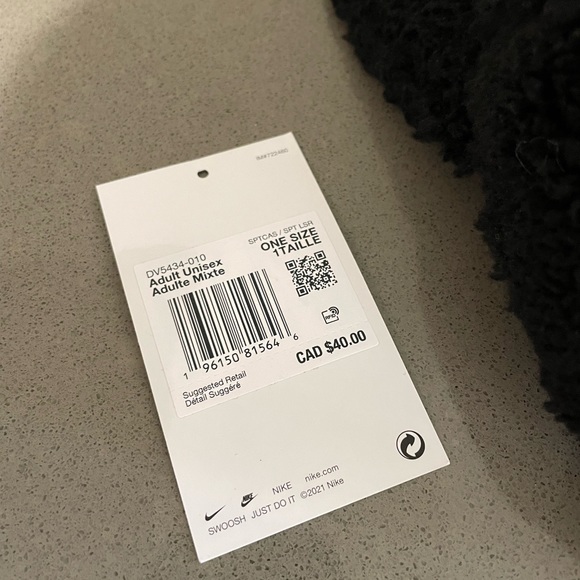 SPTCAS / SPT LSR
DV5434-010
ONE SIZE
1TAILLE
Adult Unisex
Adulte Mixte
RFID
1 96150 81564 6
CAD $40.00
Suggested Retail
Détail Suggéré
NIKE nike.com
SWOOSH JUST DO IT ©2021 Nike